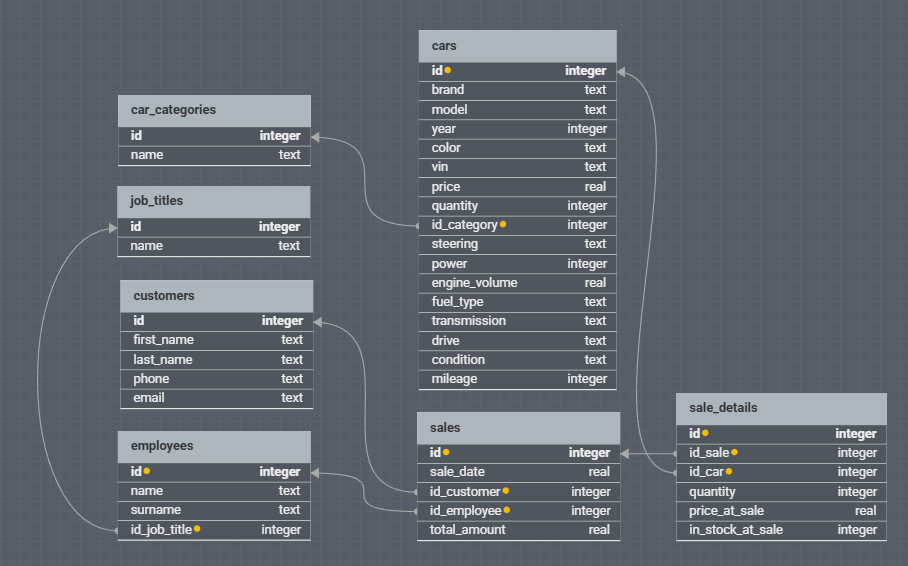 car_categories
id integer
name text
job_titles
id integer
name text
customers
id integer
first_name text
last_name text
phone text
email text
employees
id integer
name text
surname text
id_job_title integer
cars
id integer
brand text
model text
year integer
color text
vin text
price real
quantity integer
id_category integer
steering text
power integer
engine_volume real
fuel_type text
transmission text
drive text
condition text
mileage integer
sales
id integer
sale_date real
id_customer integer
id_employee integer
total_amount real
sale_details
id integer
id_sale integer
id_car integer
quantity integer
price_at_sale real
in_stock_at_sale integer